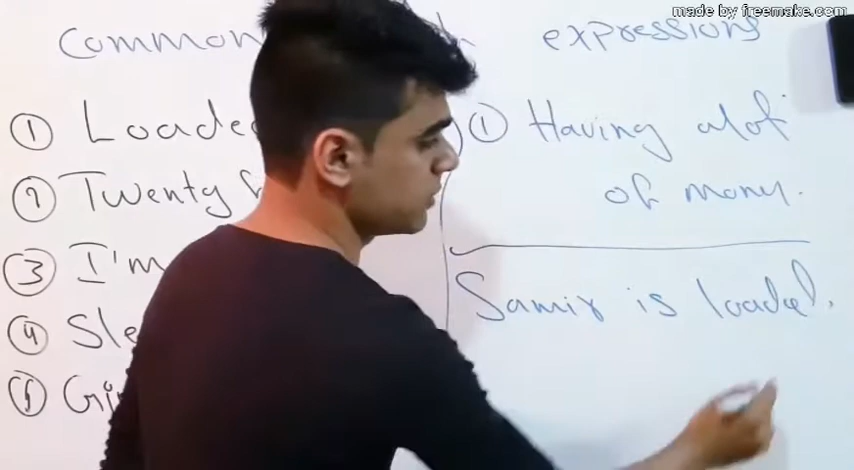 made by freemake.com
Common expressions
① Loaded
② Twenty
③ I'm
④ Sle
⑤ Gi
① Having alot
of mony.
Samir is loaded.